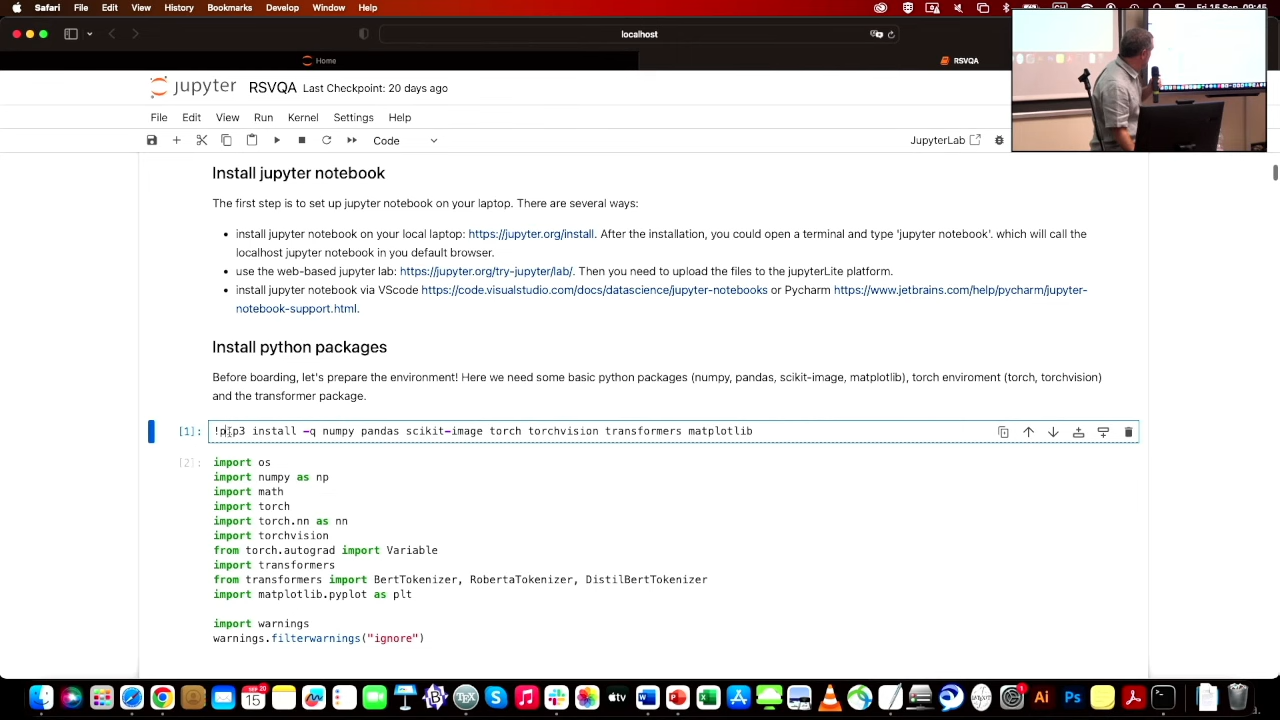 Safari File Edit View History Bookmarks Window Help
localhost
Home
RSVQA
jupyter RSVQA Last Checkpoint: 20 days ago
File Edit View Run Kernel Settings Help
Code
JupyterLab
Install jupyter notebook
The first step is to set up jupyter notebook on your laptop. There are several ways:
• install jupyter notebook on your local laptop: https://jupyter.org/install. After the installation, you could open a terminal and type 'jupyter notebook'. which will call the
localhost jupyter notebook in you default browser.
• use the web-based jupyter lab: https://jupyter.org/try-jupyter/lab/. Then you need to upload the files to the jupyterLite platform.
• install jupyter notebook via VScode https://code.visualstudio.com/docs/datascience/jupyter-notebooks or Pycharm https://www.jetbrains.com/help/pycharm/jupyter-
notebook-support.html.
Install python packages
Before boarding, let's prepare the environment! Here we need some basic python packages (numpy, pandas, scikit-image, matplotlib), torch enviroment (torch, torchvision)
and the transformer package.
[1]: !pip3 install -q numpy pandas scikit-image torch torchvision transformers matplotlib
[2]: import os
import numpy as np
import math
import torch
import torch.nn as nn
import torchvision
from torch.autograd import Variable
import transformers
from transformers import BertTokenizer, RobertaTokenizer, DistilBertTokenizer
import matplotlib.pyplot as plt
import warnings
warnings.filterwarnings("ignore")